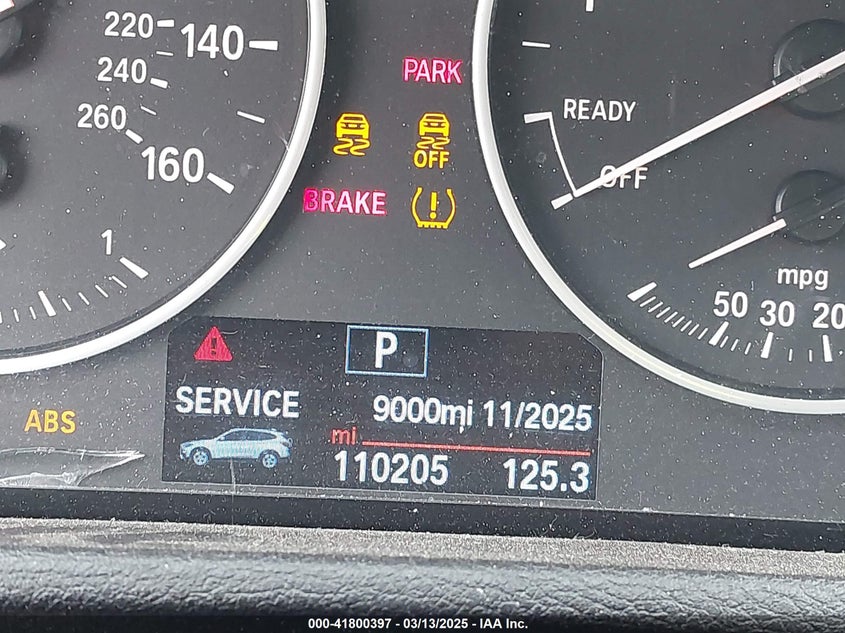 220
140
240
260
160
1
PARK
OFF
BRAKE
READY
OFF
mpg
50 30 20
ABS
P
SERVICE 9000mi 11/2025
mi
110205 125.3
000-41800397 - 03/13/2025 - IAA Inc.